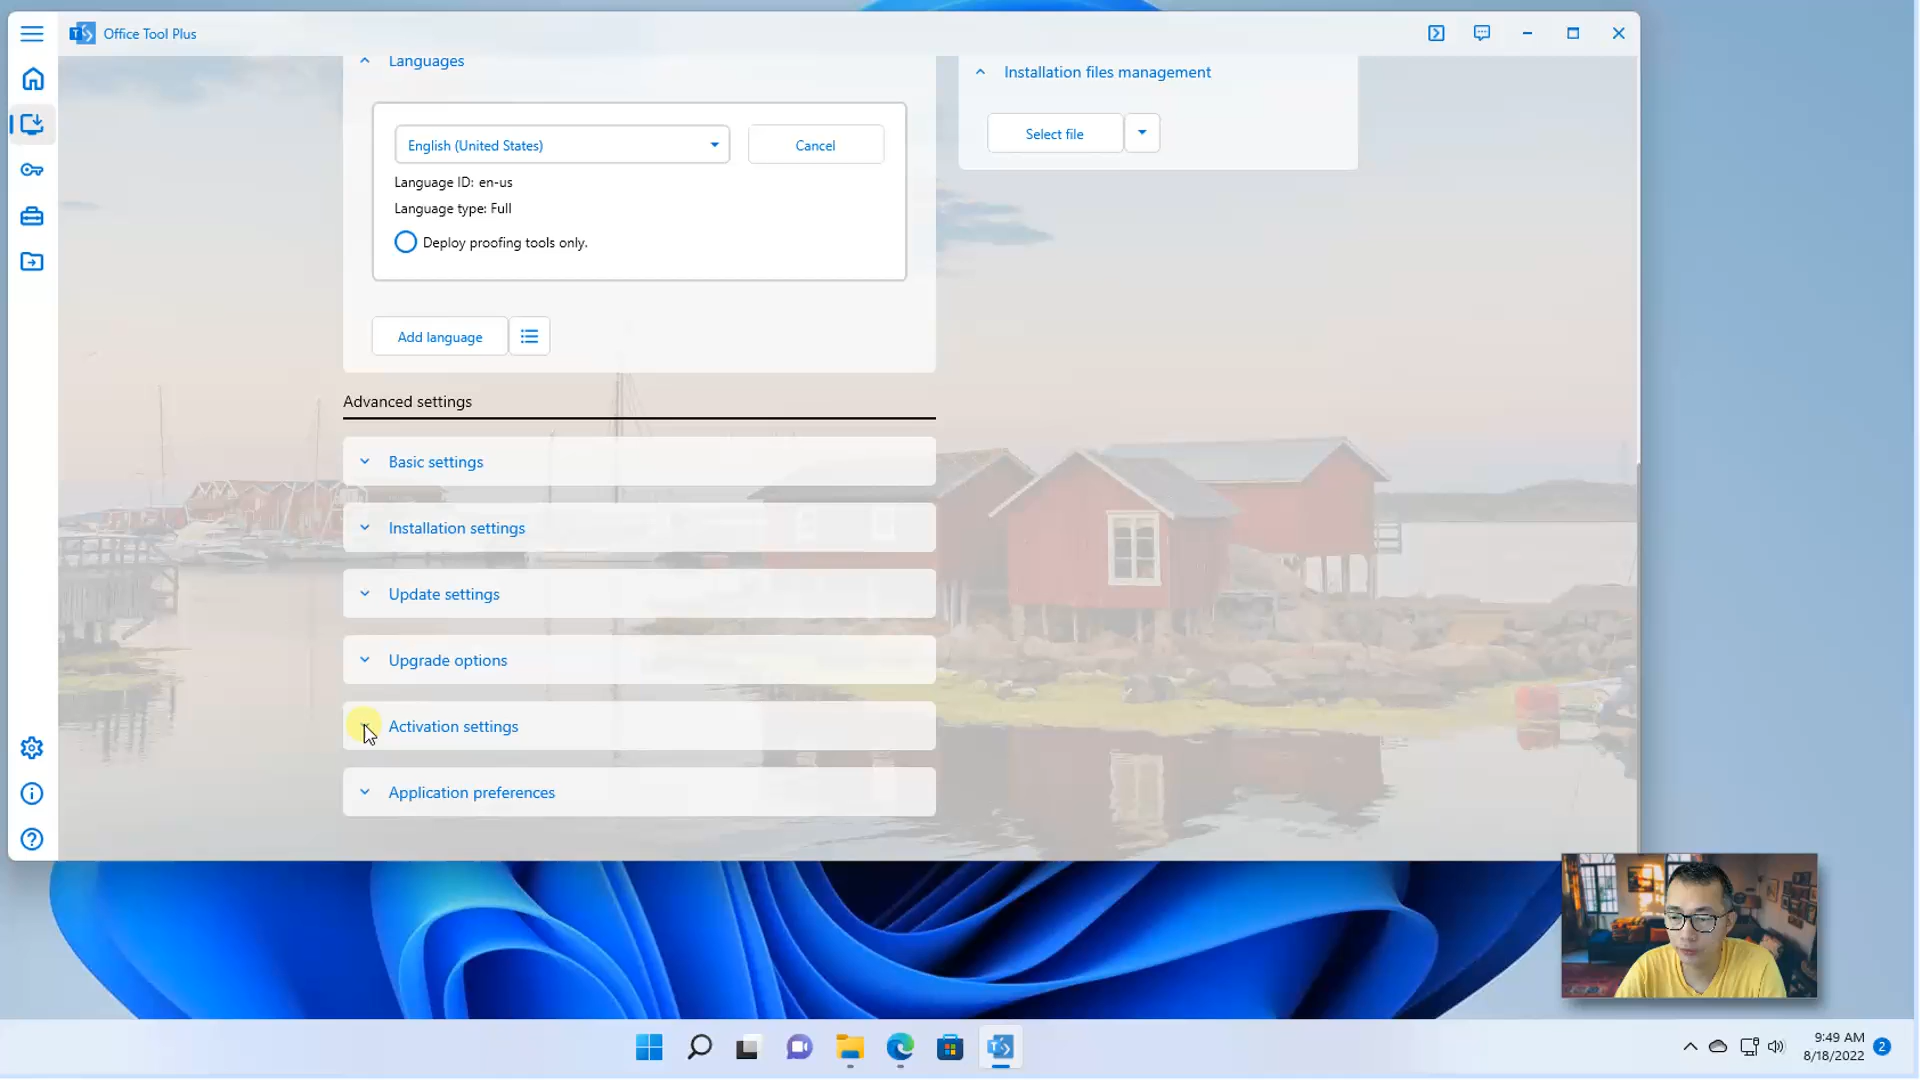 Office Tool Plus
Languages
Installation files management
English (United States)
Cancel
Select file
Language ID: en-us
Language type: Full
Deploy proofing tools only.
Add language
Advanced settings
Basic settings
Installation settings
Update settings
Upgrade options
Activation settings
Application preferences
9:49 AM
8/18/2022
2